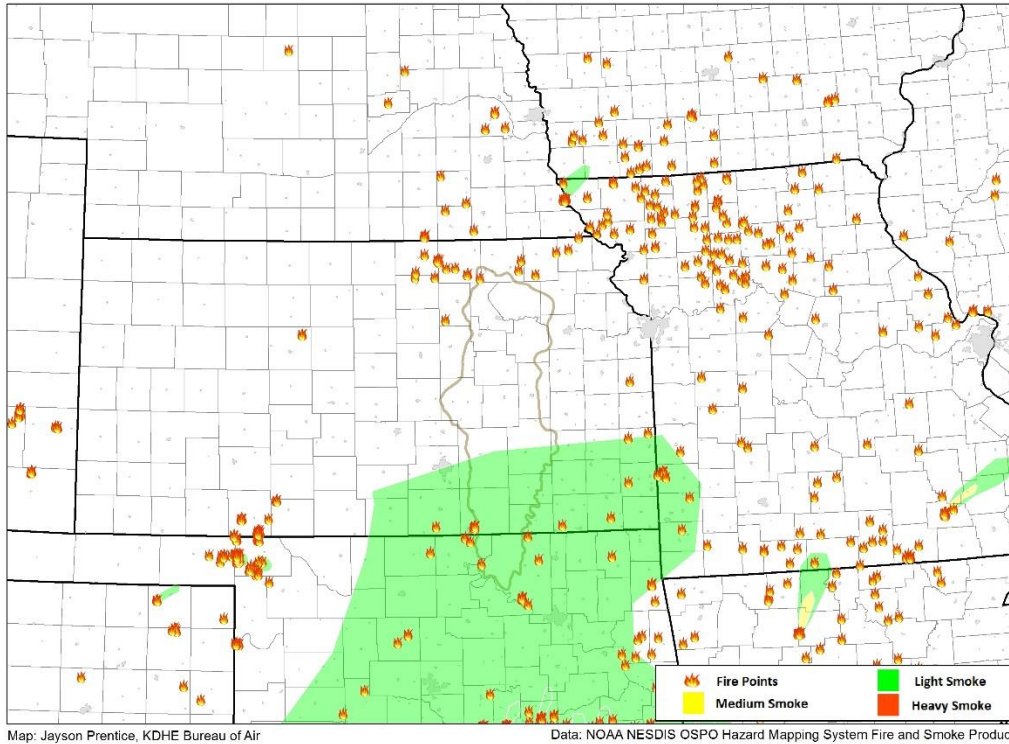 Fire Points
Light Smoke
Medium Smoke
Heavy Smoke
Map: Jayson Prentice, KDHE Bureau of Air
Data: NOAA NESDIS OSPO Hazard Mapping System Fire and Smoke Produc